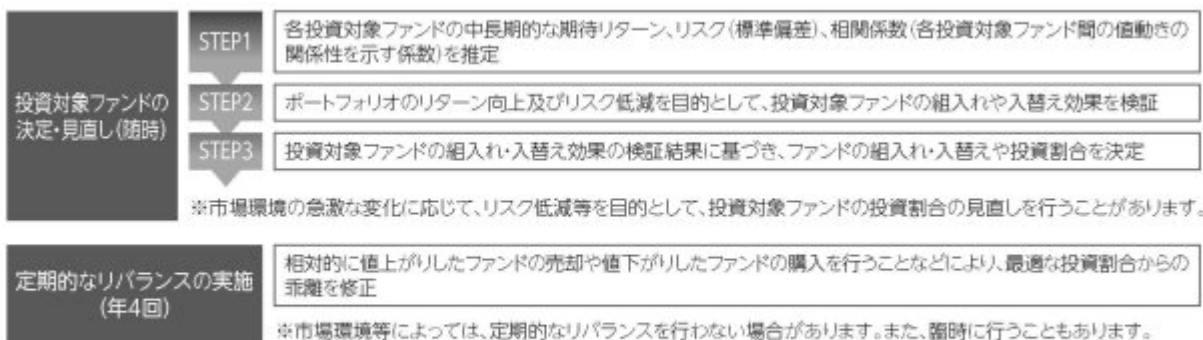 投資対象ファンドの
決定・見直し(随時)
STEP1
各投資対象ファンドの中長期的な期待リターン、リスク(標準偏差)、相関係数(各投資対象ファンド間の値動きの
関係性を示す係数)を推定
STEP2
ポートフォリオのリターン向上及びリスク低減を目的として、投資対象ファンドの組入れや入替え効果を検証
STEP3
投資対象ファンドの組入れ・入替え効果の検証結果に基づき、ファンドの組入れ・入替えや投資割合を決定
※市場環境の急激な変化に応じて、リスク低減等を目的として、投資対象ファンドの投資割合の見直しを行うことがあります。
定期的なリバランスの実施
(年4回)
相対的に値上がりしたファンドの売却や値下がりしたファンドの購入を行うことなどにより、最適な投資割合からの
乖離を修正
※市場環境等によっては、定期的なリバランスを行わない場合があります。また、臨時に行うこともあります。